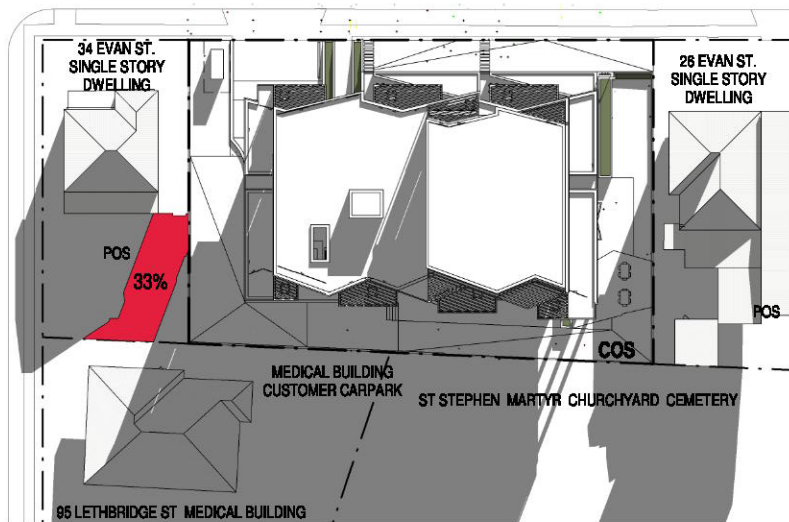 34 EVAN ST.
SINGLE STORY
DWELLING
26 EVAN ST.
SINGLE STORY
DWELLING
POS
33%
POS
COS
MEDICAL BUILDING
CUSTOMER CARPARK
ST STEPHEN MARTYR CHURCHYARD CEMETERY
95 LETHBRIDGE ST MEDICAL BUILDING